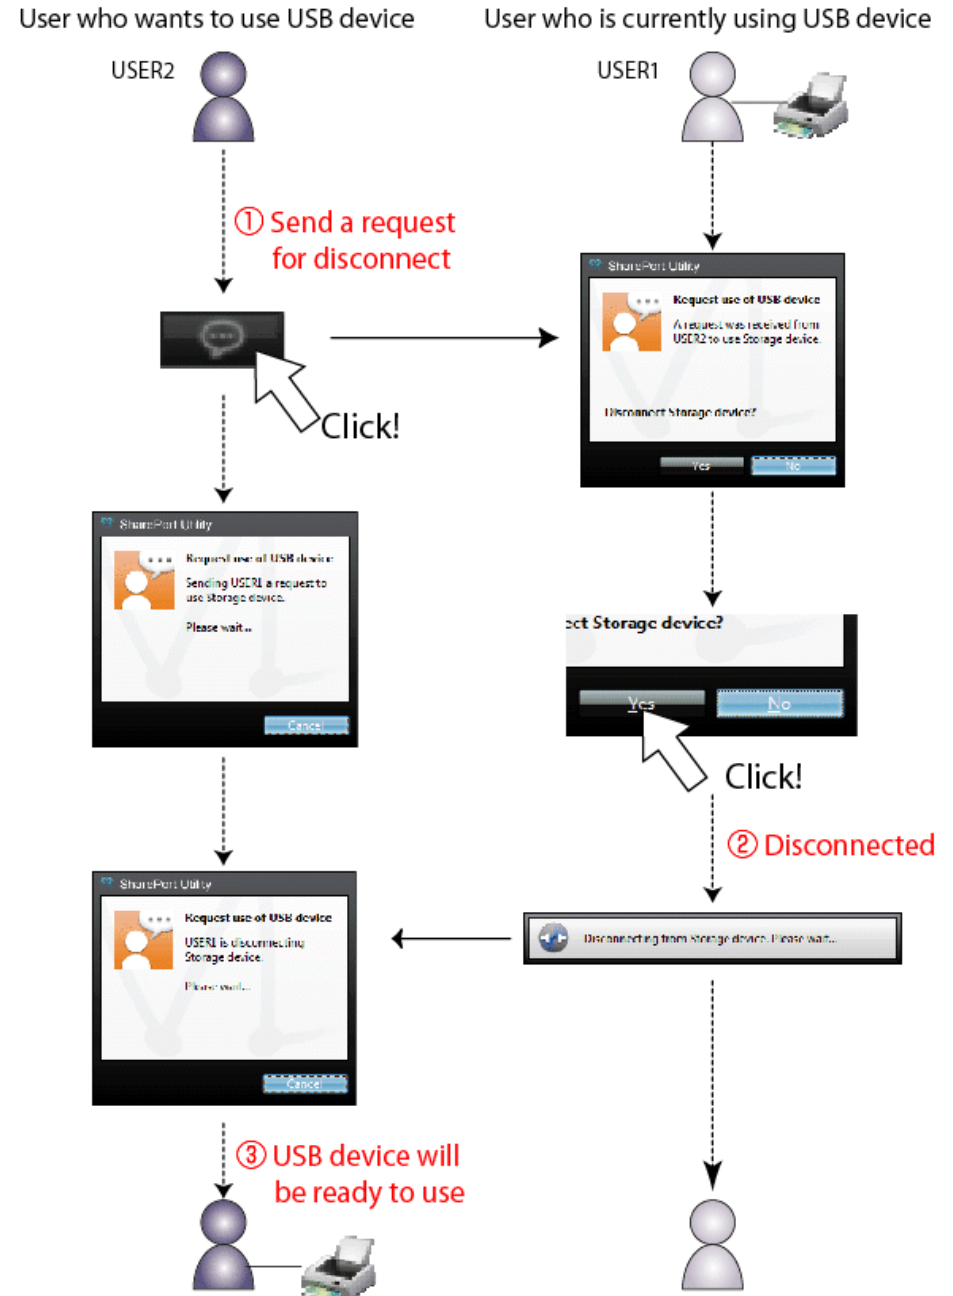 User who wants to use USB device
User who is currently using USB device
USER2
USER1
① Send a request
for disconnect
SharePort Utility
Request use of USB device
A request was received from
USER2 to use Storage device.
Disconnect Storage device?
Yes
No
Click!
SharePort Utility
Request use of USB device
Sending USER1 a request to
use Storage device.
Please wait...
Cancel
ect Storage device?
Yes
No
Click!
② Disconnected
SharePort Utility
Request use of USB device
USER1 is disconnecting
Storage device.
Please wait...
Cancel
Disconnecting from Storage device. Please wait...
③ USB device will
be ready to use